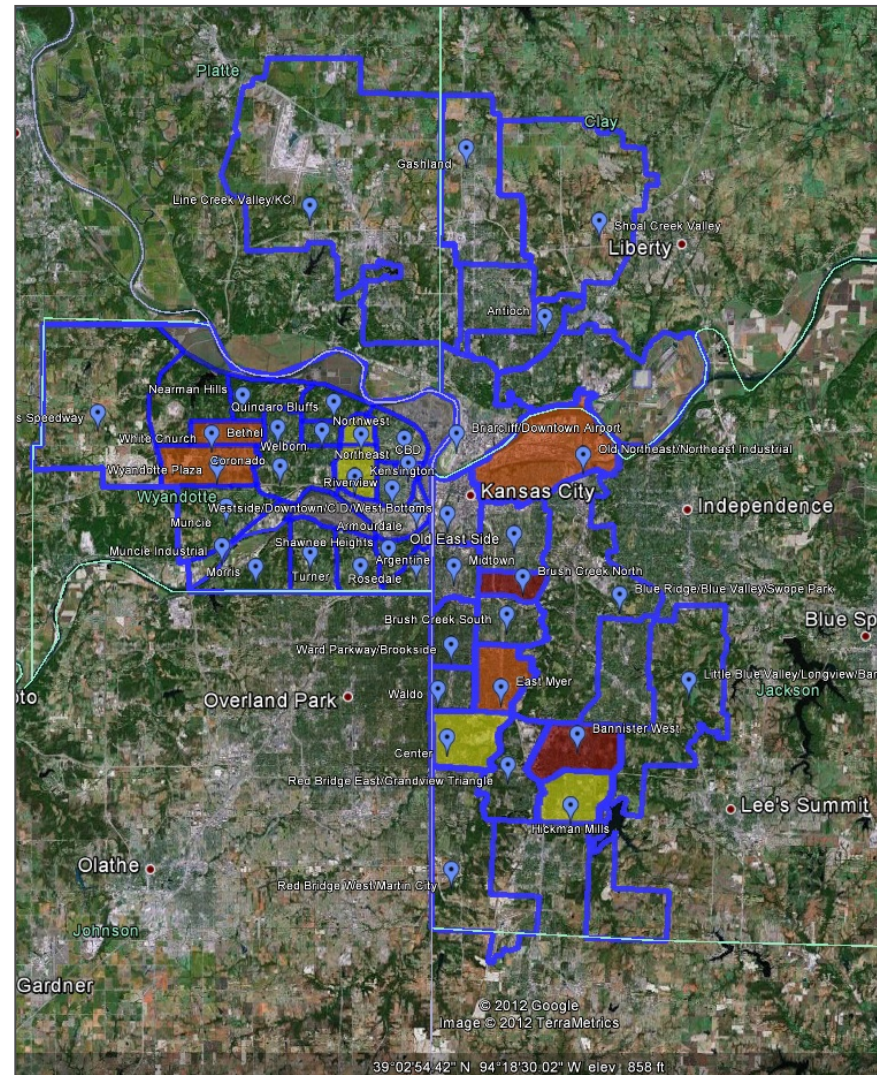 Platte
Clay
Gashland
Line Creek Valley/KCI
Shoal Creek Valley
Liberty
Antioch
Nearman Hills
Quindaro Bluffs
s Speedway
Northwest
Briarcliff/Downtown Airport
White Church
Bethel
Welborn
CBD
Old Northeast/Northeast Industrial
Northeast
Wyandotte Plaza
Coronado
Kensington
Riverview
Kansas City
Wyandotte
Westside/Downtown/CID/West Bottoms
Independence
Muncie
Armourdale
Old East Side
Shawnee Heights
Muncie Industrial
Argentine
Midtown
Morris
Turner
Rosedale
Brush Creek North
Blue Ridge/Blue Valley/Swope Park
Brush Creek South
Blue Sp
Ward Parkway/Brookside
East Myer
Little Blue Valley/Longview/Ban
Jackson
Waldo
oto
Overland Park
Bannister West
Center
Red Bridge East/Grandview Triangle
Lee's Summit
Hickman Mills
Olathe
Red Bridge West/Martin City
Johnson
Gardner
© 2012 Google
Image © 2012 TerraMetrics
39°02'54.42" N 94°18'30.02" W elev 858 ft